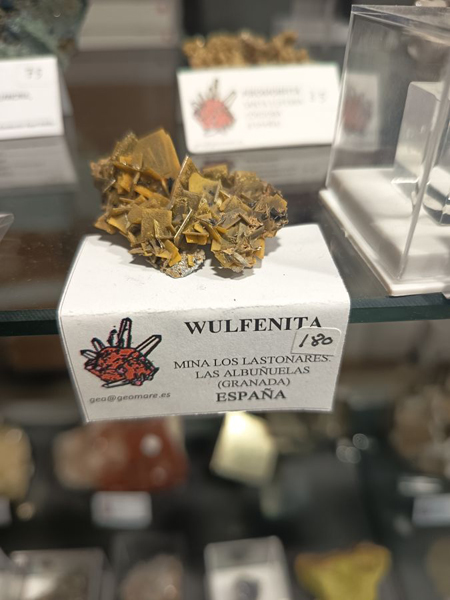 WULFENITA
180
MINA LOS LASTONARES.
LAS ALBUÑUELAS
(GRANADA)
ESPAÑA
geo@geomore.es